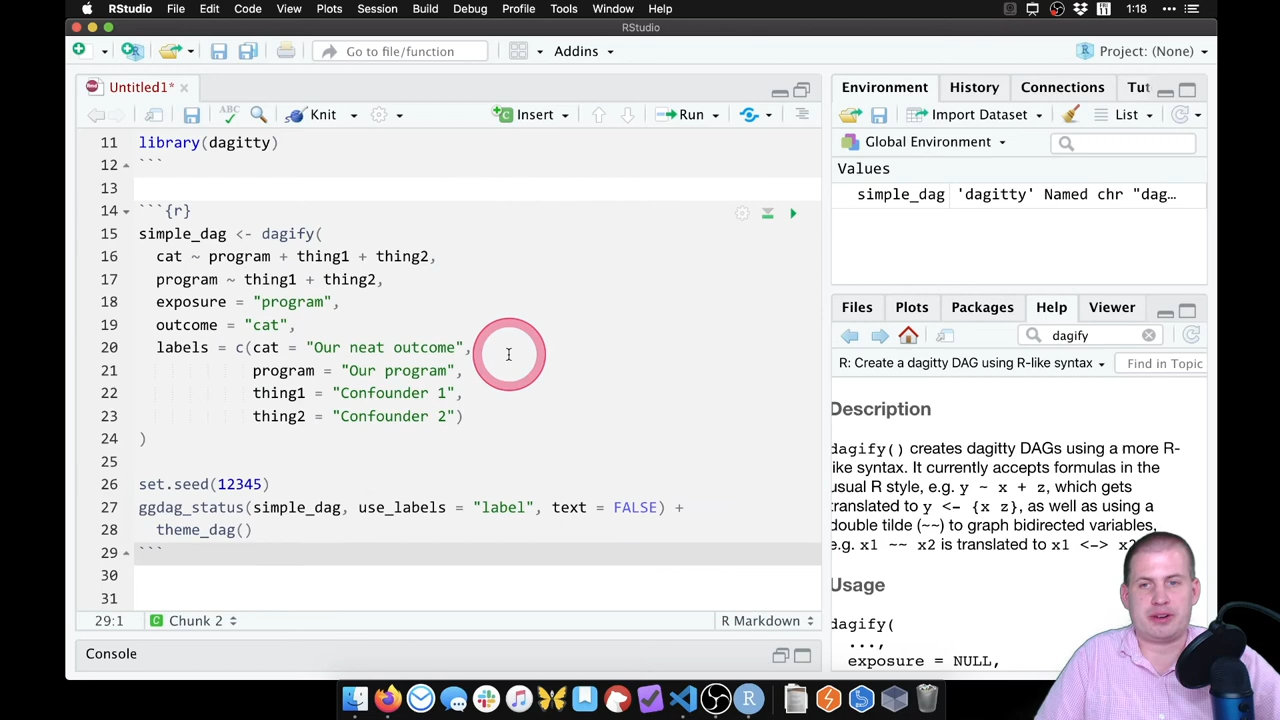 RStudio File Edit Code View Plots Session Build Debug Profile Tools Window Help 1:18
RStudio
Go to file/function Addins Project: (None)
Untitled1*
Knit Insert Run
11 library(dagitty)
12 ```
13
14 ```{r}
15 simple_dag <- dagify(
16 cat ~ program + thing1 + thing2,
17 program ~ thing1 + thing2,
18 exposure = "program",
19 outcome = "cat",
20 labels = c(cat = "Our neat outcome",
21 program = "Our program",
22 thing1 = "Confounder 1",
23 thing2 = "Confounder 2")
24 )
25
26 set.seed(12345)
27 ggdag_status(simple_dag, use_labels = "label", text = FALSE) +
28 theme_dag()
29 ```
30
31
29:1 Chunk 2 R Markdown
Console
Environment History Connections Tut
Import Dataset List
Global Environment
Values
simple_dag 'dagitty' Named chr "dag…
Files Plots Packages Help Viewer
dagify
R: Create a dagitty DAG using R-like syntax Find in Topic
Description
dagify() creates dagitty DAGs using a more R-
like syntax. It currently accepts formulas in the
usual R style, e.g. y ~ x + z, which gets
translated to y <- {x z}, as well as using a
double tilde (~~) to graph bidirected variables,
e.g. x1 ~~ x2 is translated to x1 <-> x2
Usage
dagify(
...,
exposure = NULL,